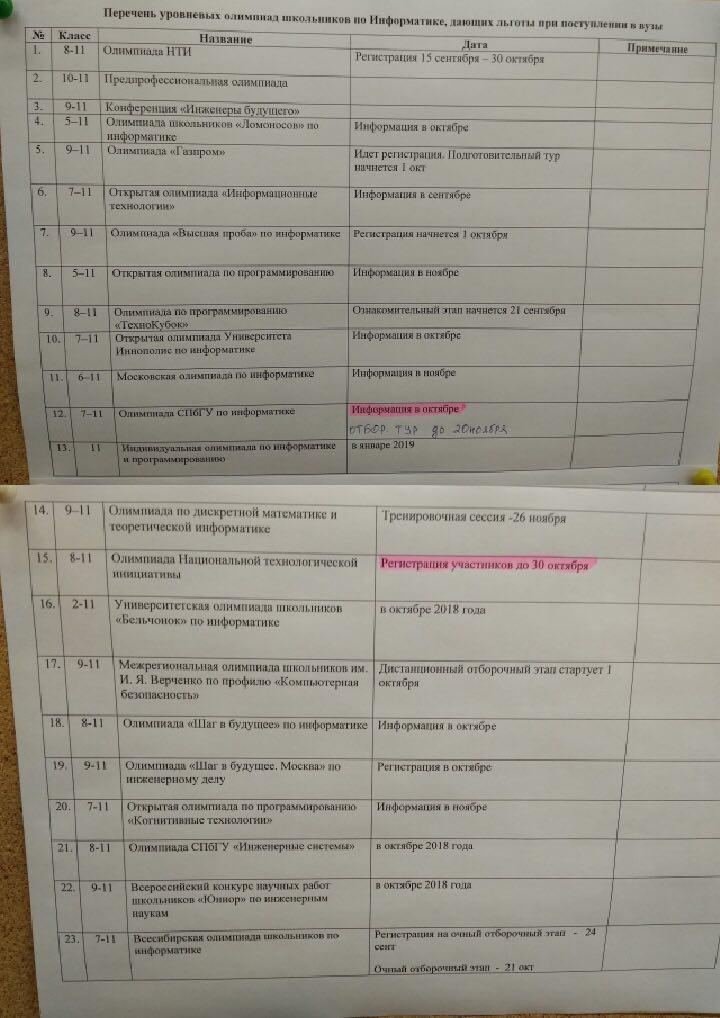 Перечень уровневых олимпиад школьников по Информатике, дающих льготы при поступлении в вузы
№ Класс Название Дата Примечание
1. 8-11 Олимпиада НТИ Регистрация 15 сентября – 30 октября
2. 10-11 Предпрофессиональная олимпиада
3. 9-11 Конференция «Инженеры будущего»
4. 5–11 Олимпиада школьников «Ломоносов» по
информатике Информация в октябре
5. 9–11 Олимпиада «Газпром» Идет регистрация. Подготовительный тур
начнется 1 окт
6. 7–11 Открытая олимпиада «Информационные
технологии» Информация в сентябре
7. 9–11 Олимпиада «Высшая проба» по информатике Регистрация начнется 1 октября
8. 5–11 Открытая олимпиада по программированию Информация в ноябре
9. 8–11 Олимпиада по программированию
«ТехноКубок» Ознакомительный этап начнется 21 сентября
10. 7–11 Открытая олимпиада Университета
Иннополис по информатике Информация в октябре
11. 6–11 Московская олимпиада по информатике Информация в ноябре
12. 7–11 Олимпиада СПбГУ по информатике Информация в октябре
ОТБОР. ТУР до 20 ноября
13. 11 Индивидуальная олимпиада по информатике
и программированию в январе 2019
14. 9–11 Олимпиада по дискретной математике и
теоретической информатике Тренировочная сессия -26 ноября
15. 8-11 Олимпиада Национальной технологической
инициативы Регистрация участников до 30 октября
16. 2-11 Университетская олимпиада школьников
«Бельчонок» по информатике в октябре 2018 года
17. 9-11 Межрегиональная олимпиада школьников им.
И. Я. Верченко по профилю «Компьютерная
безопасность» Дистанционный отборочный этап стартует 1
октября
18. 8-11 Олимпиада «Шаг в будущее» по информатике Информация в октябре
19. 9-11 Олимпиада «Шаг в будущее. Москва» по
инженерному делу Регистрация в октябре
20. 7-11 Открытая олимпиада по программированию
«Когнитивные технологии» Информация в ноябре
21. 8-11 Олимпиада СПбГУ «Инженерные системы» в октябре 2018 года
22. 9-11 Всероссийский конкурс научных работ
школьников «Юниор» по инженерным
наукам в октябре 2018 года
23. 7-11 Всесибирская олимпиада школьников по
информатике Регистрация на очный отборочный этап - 24
сент
Очный отборочный этап - 21 окт